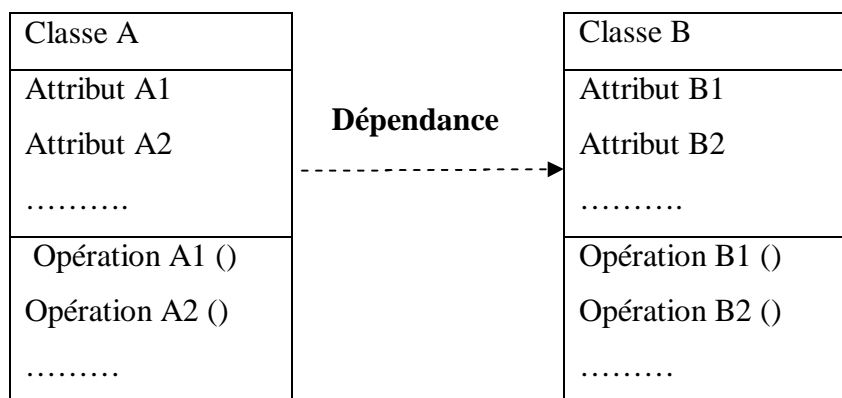 Classe A
Attribut A1
Attribut A2
……….
Opération A1 ()
Opération A2 ()
………
Dépendance
Classe B
Attribut B1
Attribut B2
……….
Opération B1 ()
Opération B2 ()
………